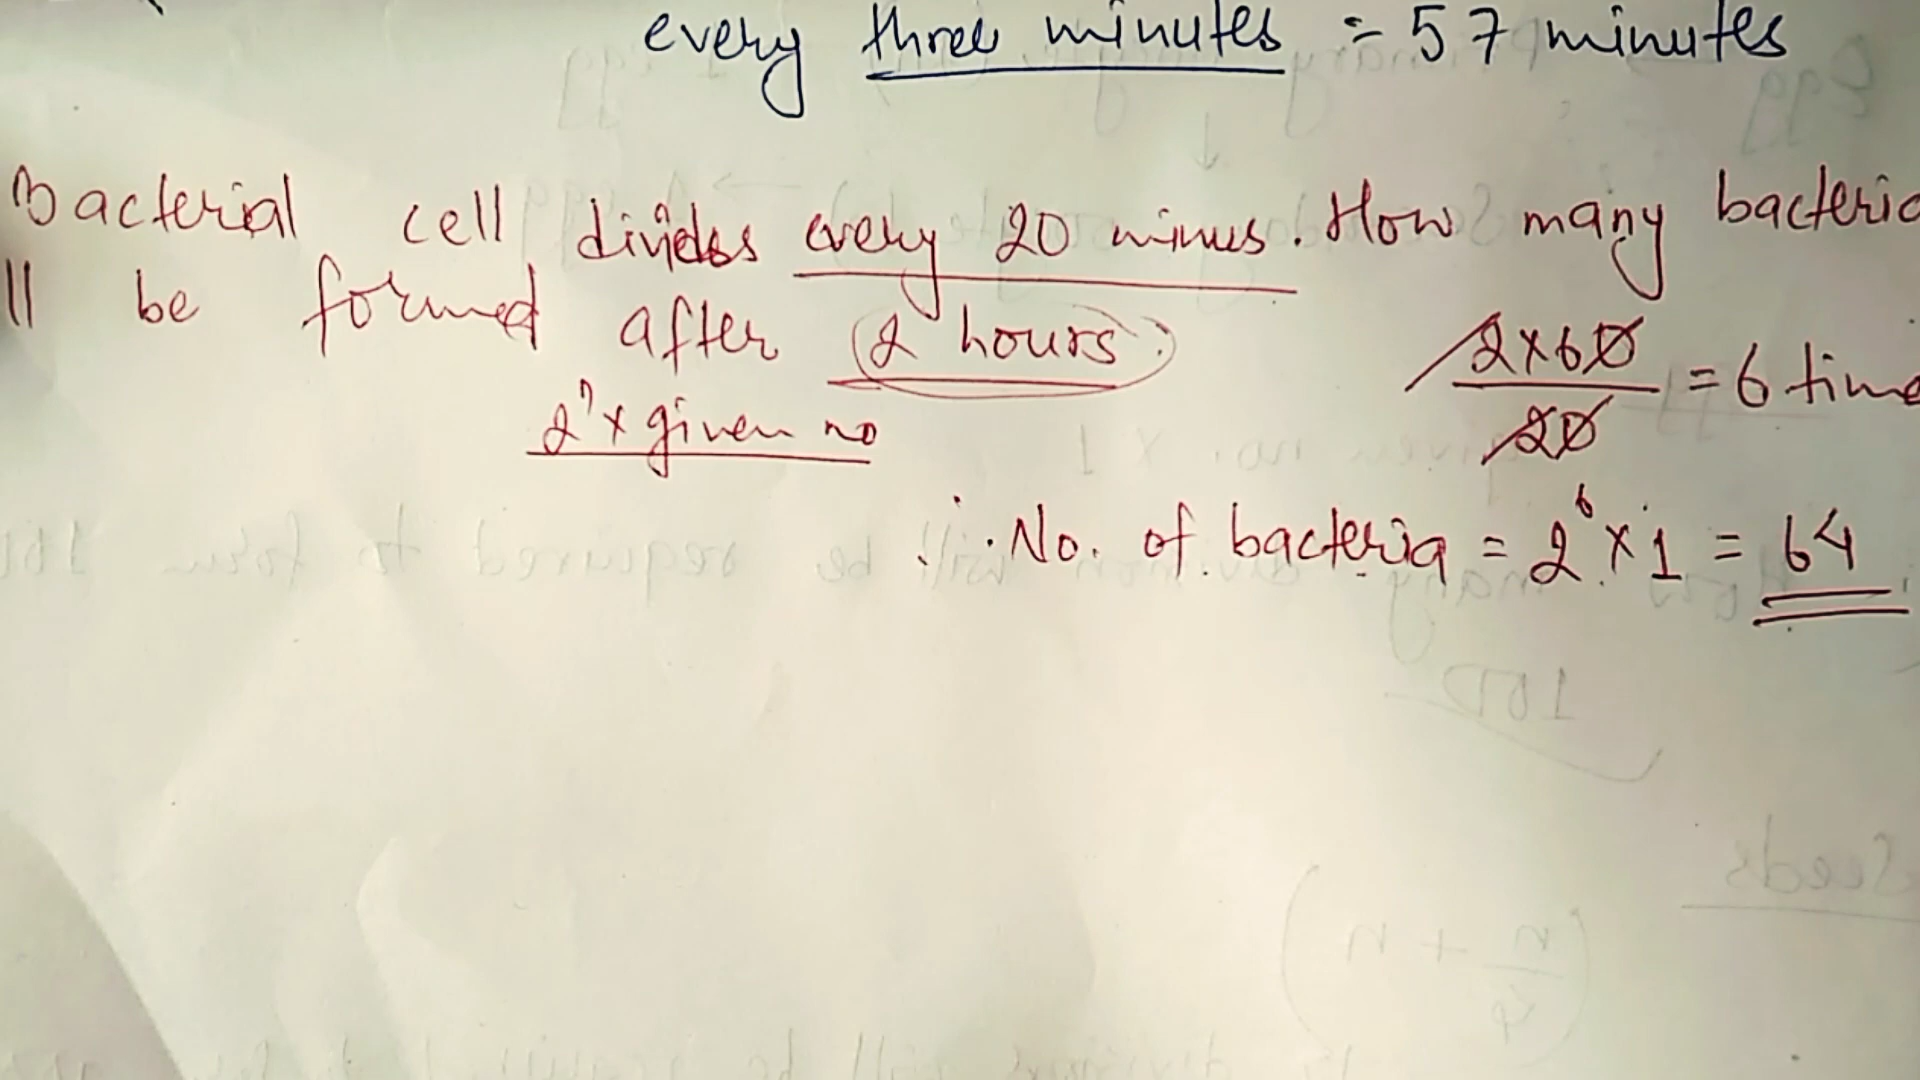 every three minutes = 57 minutes
Bacterial cell divides every 20 minus. How many bacteria
ll be formed after 2 hours.
2ⁿ x given no
2x60 / 20 = 6 time
∴ No. of bacteria = 2⁶ x 1 = 64